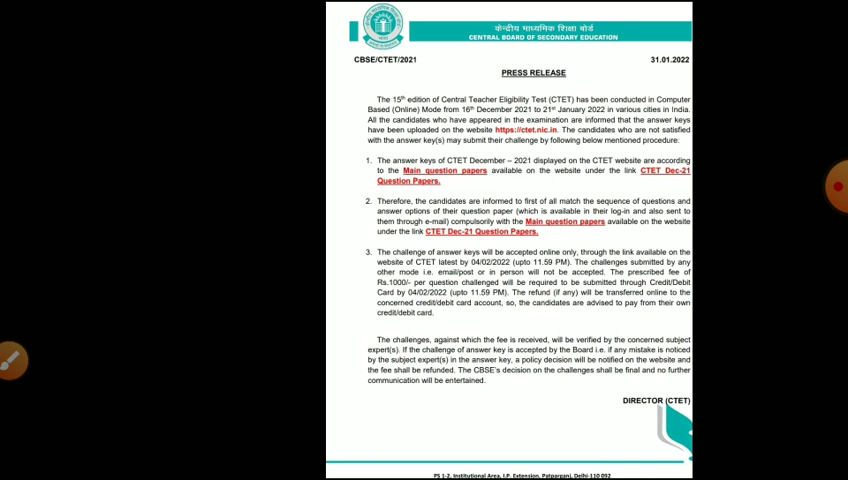 केन्द्रीय माध्यमिक शिक्षा बोर्ड
CENTRAL BOARD OF SECONDARY EDUCATION
CBSE/CTET/2021 31.01.2022
PRESS RELEASE
The 15th edition of Central Teacher Eligibility Test (CTET) has been conducted in Computer
Based (Online) Mode from 16th December 2021 to 21st January 2022 in various cities in India.
All the candidates who have appeared in the examination are informed that the answer keys
have been uploaded on the website https://ctet.nic.in. The candidates who are not satisfied
with the answer key(s) may submit their challenge by following below mentioned procedure:
1. The answer keys of CTET December – 2021 displayed on the CTET website are according
to the Main question papers available on the website under the link CTET Dec-21
Question Papers.
2. Therefore, the candidates are informed to first of all match the sequence of questions and
answer options of their question paper (which is available in their log-in and also sent to
them through e-mail) compulsorily with the Main question papers available on the website
under the link CTET Dec-21 Question Papers.
3. The challenge of answer keys will be accepted online only, through the link available on the
website of CTET latest by 04/02/2022 (upto 11.59 PM). The challenges submitted by any
other mode i.e. email/post or in person will not be accepted. The prescribed fee of
Rs.1000/- per question challenged will be required to be submitted through Credit/Debit
Card by 04/02/2022 (upto 11.59 PM). The refund (if any) will be transferred online to the
concerned credit/debit card account, so, the candidates are advised to pay from their own
credit/debit card.
The challenges, against which the fee is received, will be verified by the concerned subject
expert(s). If the challenge of answer key is accepted by the Board i.e. if any mistake is noticed
by the subject expert(s) in the answer key, a policy decision will be notified on the website and
the fee shall be refunded. The CBSE's decision on the challenges shall be final and no further
communication will be entertained.
DIRECTOR (CTET)
PS 1-2, Institutional Area, I.P. Extension, Patparganj, Delhi-110 092